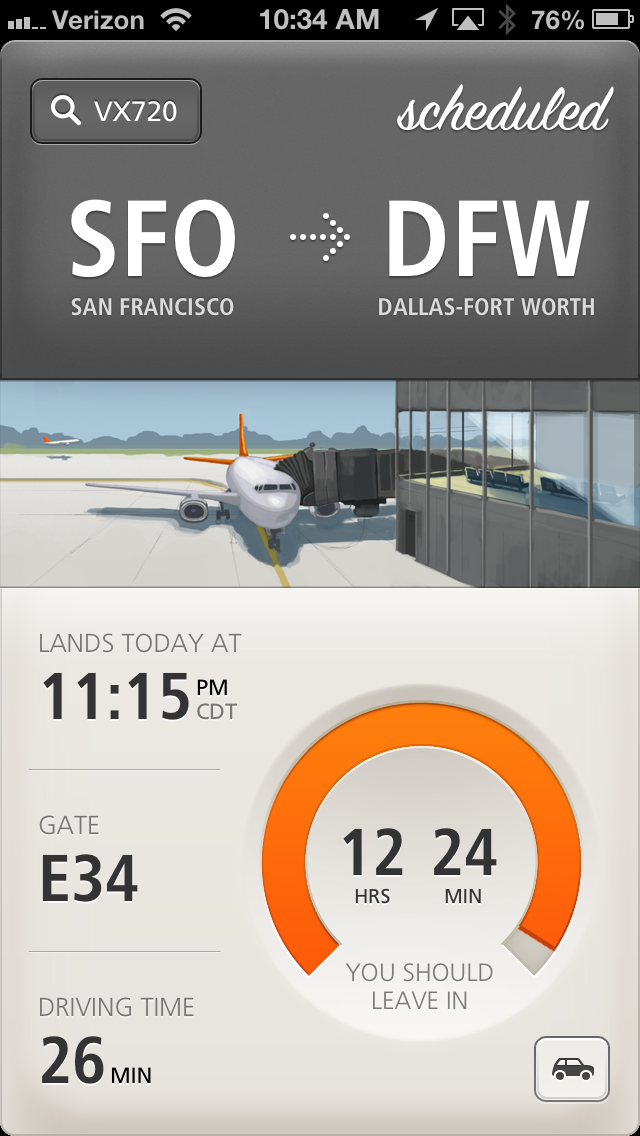 Verizon 10:34 AM 76%
VX720
scheduled
SFO DFW
SAN FRANCISCO DALLAS-FORT WORTH
LANDS TODAY AT
11:15 PM CDT
GATE
E34
12 24
HRS MIN
YOU SHOULD
LEAVE IN
DRIVING TIME
26 MIN